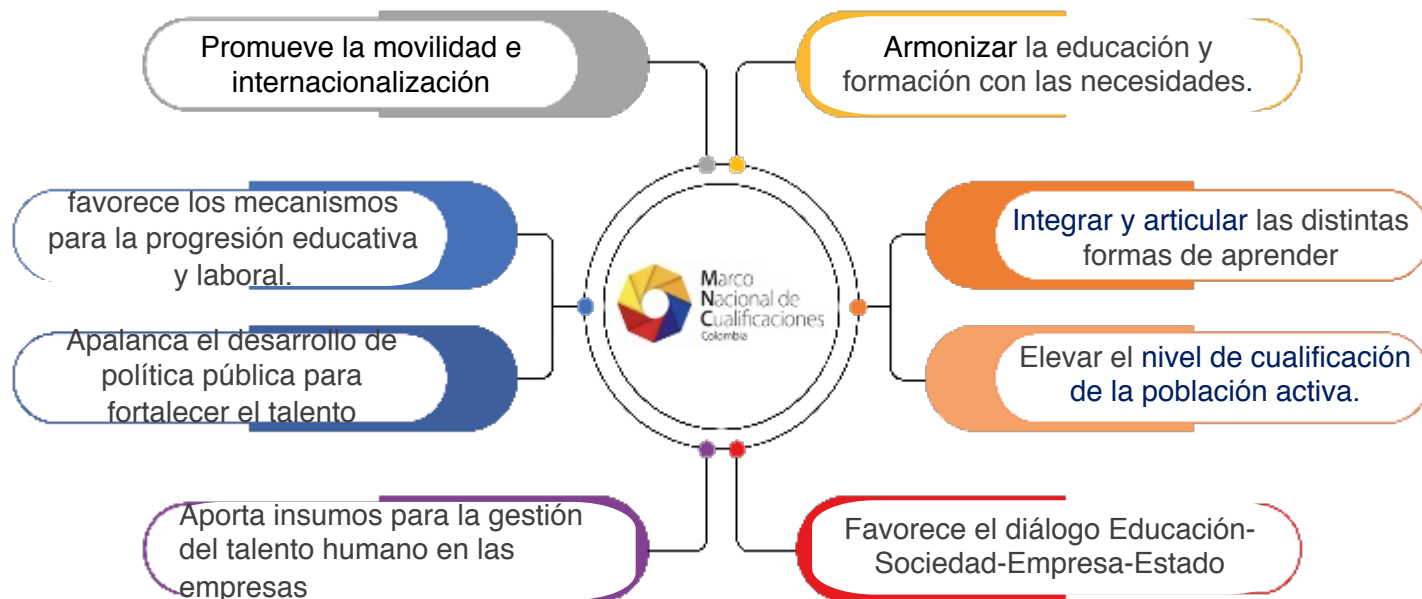 Promueve la movilidad e
internacionalización
Armonizar la educación y
formación con las necesidades.
favorece los mecanismos
para la progresión educativa
y laboral.
Integrar y articular las distintas
formas de aprender
Marco
Nacional de
Cualificaciones
Colombia
Apalanca el desarrollo de
política pública para
fortalecer el talento
Elevar el nivel de cualificación
de la población activa.
Aporta insumos para la gestión
del talento humano en las
empresas
Favorece el diálogo Educación-
Sociedad-Empresa-Estado